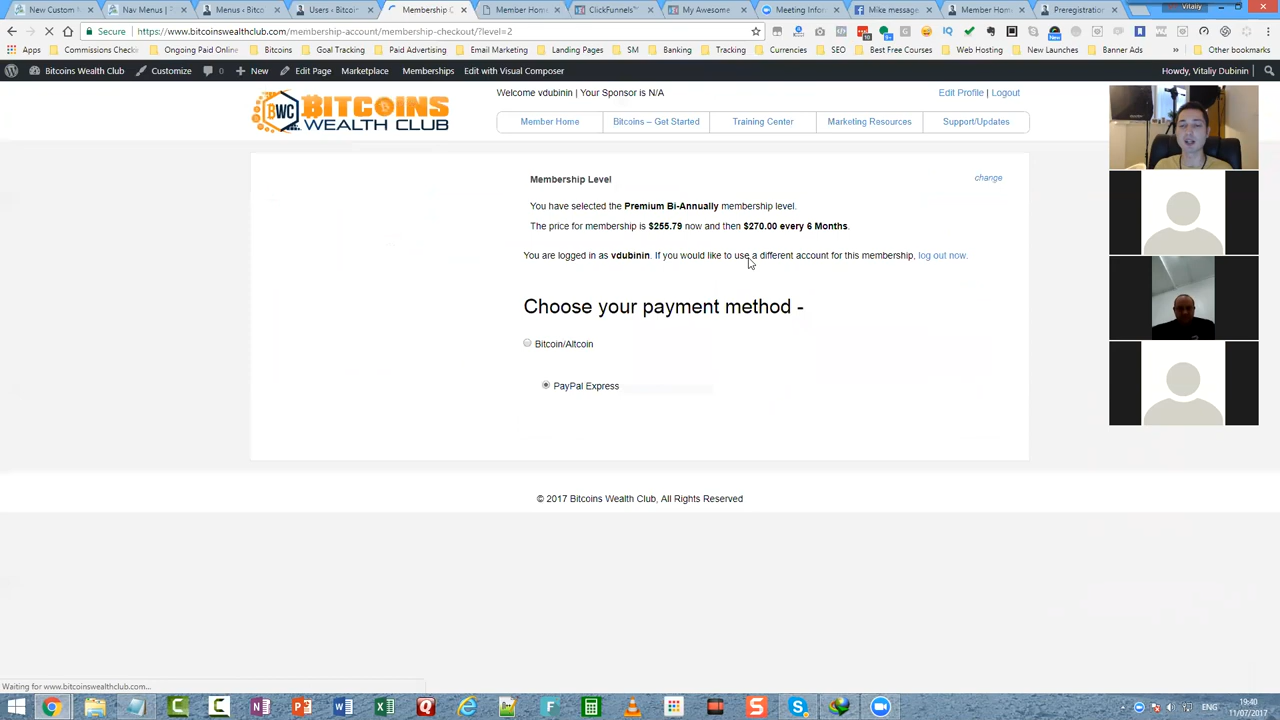 New Custom
Nav Menus | P
Menus ‹ Bitco
Users ‹ Bitcoin
Membership C
Member Hom
ClickFunnels™
My Awesome
Meeting Infor
Mike message
Member Home
Preregistratio
Vitaliy
Secure | https://www.bitcoinswealthclub.com/membership-account/membership-checkout/?level=2
Apps Commissions Check Ongoing Paid Online Bitcoins Goal Tracking Paid Advertising Email Marketing Landing Pages SM Banking Tracking Currencies SEO Best Free Courses Web Hosting New Launches Banner Ads Other bookmarks
Bitcoins Wealth Club Customize 0 New Edit Page Marketplace Memberships Edit with Visual Composer Howdy, Vitaliy Dubinin
BWC BITCOINS
WEALTH CLUB
Welcome vdubinin | Your Sponsor is N/A
Edit Profile | Logout
Member Home Bitcoins – Get Started Training Center Marketing Resources Support/Updates
Membership Level
change
You have selected the Premium Bi-Annually membership level.
The price for membership is $255.79 now and then $270.00 every 6 Months.
You are logged in as vdubinin. If you would like to use a different account for this membership, log out now.
Choose your payment method -
Bitcoin/Altcoin
PayPal Express
© 2017 Bitcoins Wealth Club, All Rights Reserved
Waiting for www.bitcoinswealthclub.com...
ENG
19:40
11/07/2017